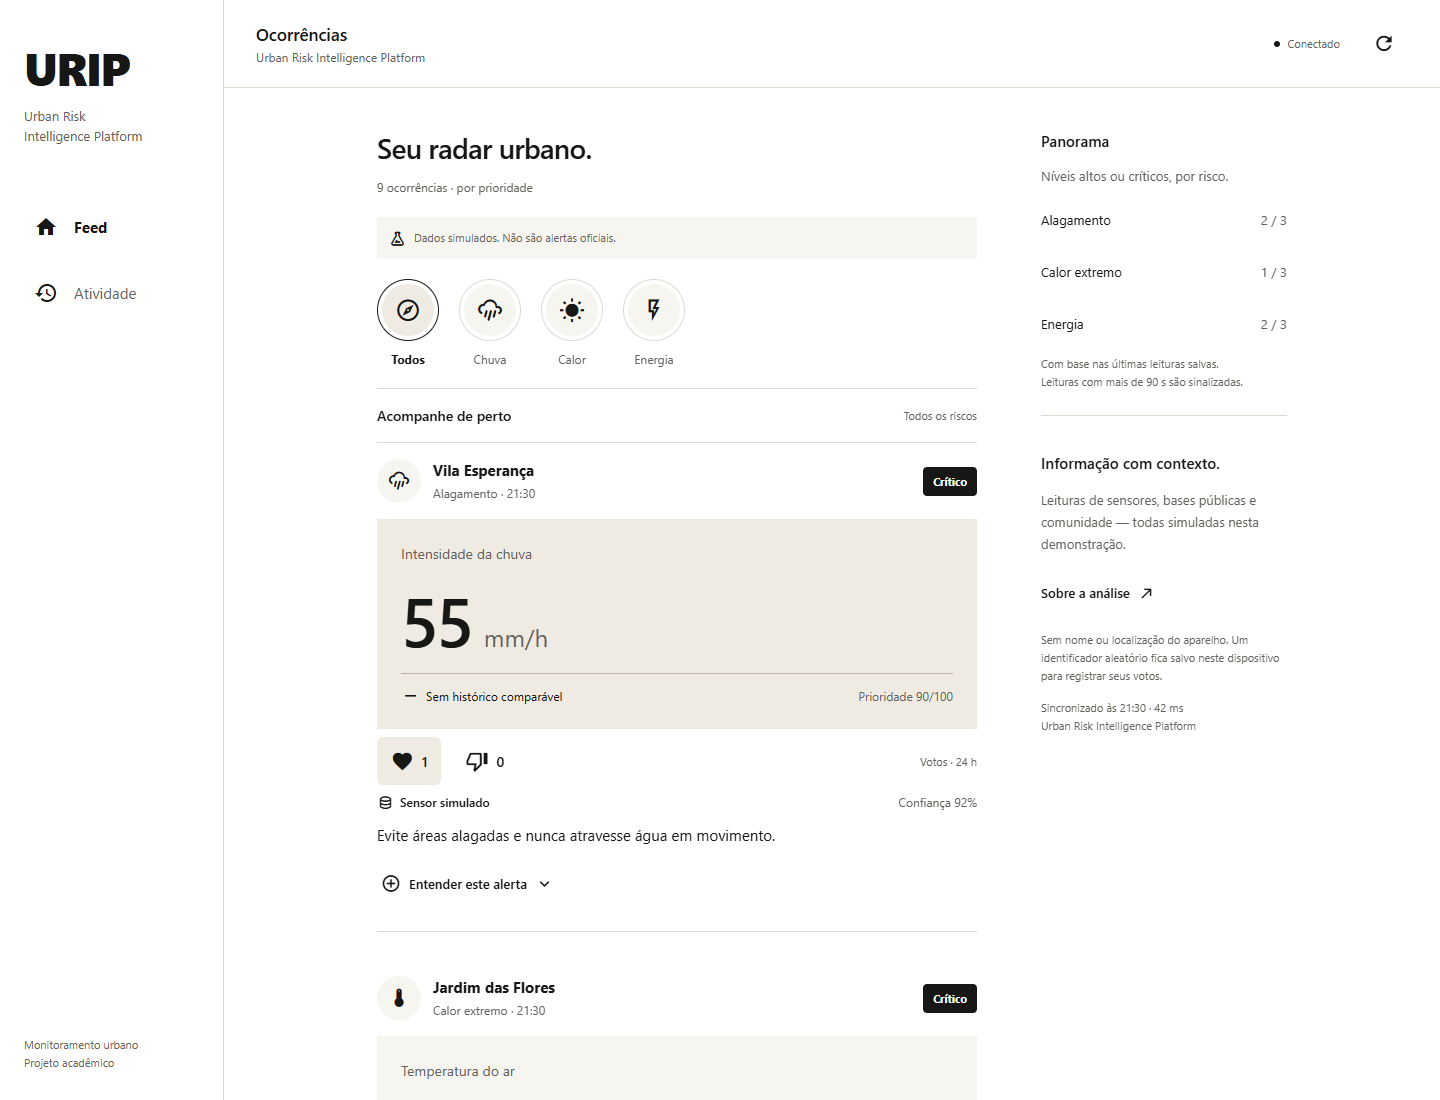 URIP
Urban Risk
Intelligence Platform
Feed
Atividade
Monitoramento urbano
Projeto acadêmico
Ocorrências
Urban Risk Intelligence Platform
Conectado
Seu radar urbano.
9 ocorrências · por prioridade
Dados simulados. Não são alertas oficiais.
Todos
Chuva
Calor
Energia
Acompanhe de perto
Todos os riscos
Vila Esperança
Alagamento · 21:30
Crítico
Intensidade da chuva
55 mm/h
Sem histórico comparável
Prioridade 90/100
1
0
Votos · 24 h
Sensor simulado
Confiança 92%
Evite áreas alagadas e nunca atravesse água em movimento.
Entender este alerta
Jardim das Flores
Calor extremo · 21:30
Crítico
Temperatura do ar
Panorama
Níveis altos ou críticos, por risco.
Alagamento 2 / 3
Calor extremo 1 / 3
Energia 2 / 3
Com base nas últimas leituras salvas.
Leituras com mais de 90 s são sinalizadas.
Informação com contexto.
Leituras de sensores, bases públicas e
comunidade — todas simuladas nesta
demonstração.
Sobre a análise
Sem nome ou localização do aparelho. Um
identificador aleatório fica salvo neste dispositivo
para registrar seus votos.
Sincronizado às 21:30 · 42 ms
Urban Risk Intelligence Platform